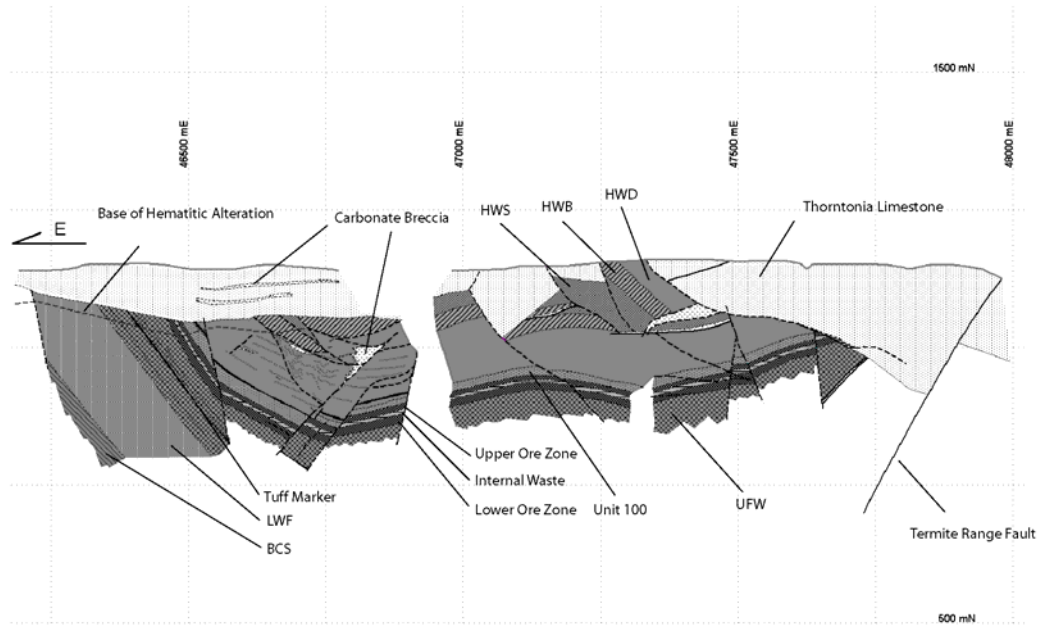 1500 mN
46500 mE
47000 mE
47500 mE
48000 mE
HWD
HWB
HWS
Base of Hematitic Alteration
Carbonate Breccia
Thorntonia Limestone
E
Upper Ore Zone
Internal Waste
Tuff Marker
Lower Ore Zone
Unit 100
UFW
LWF
Termite Range Fault
BCS
500 mN